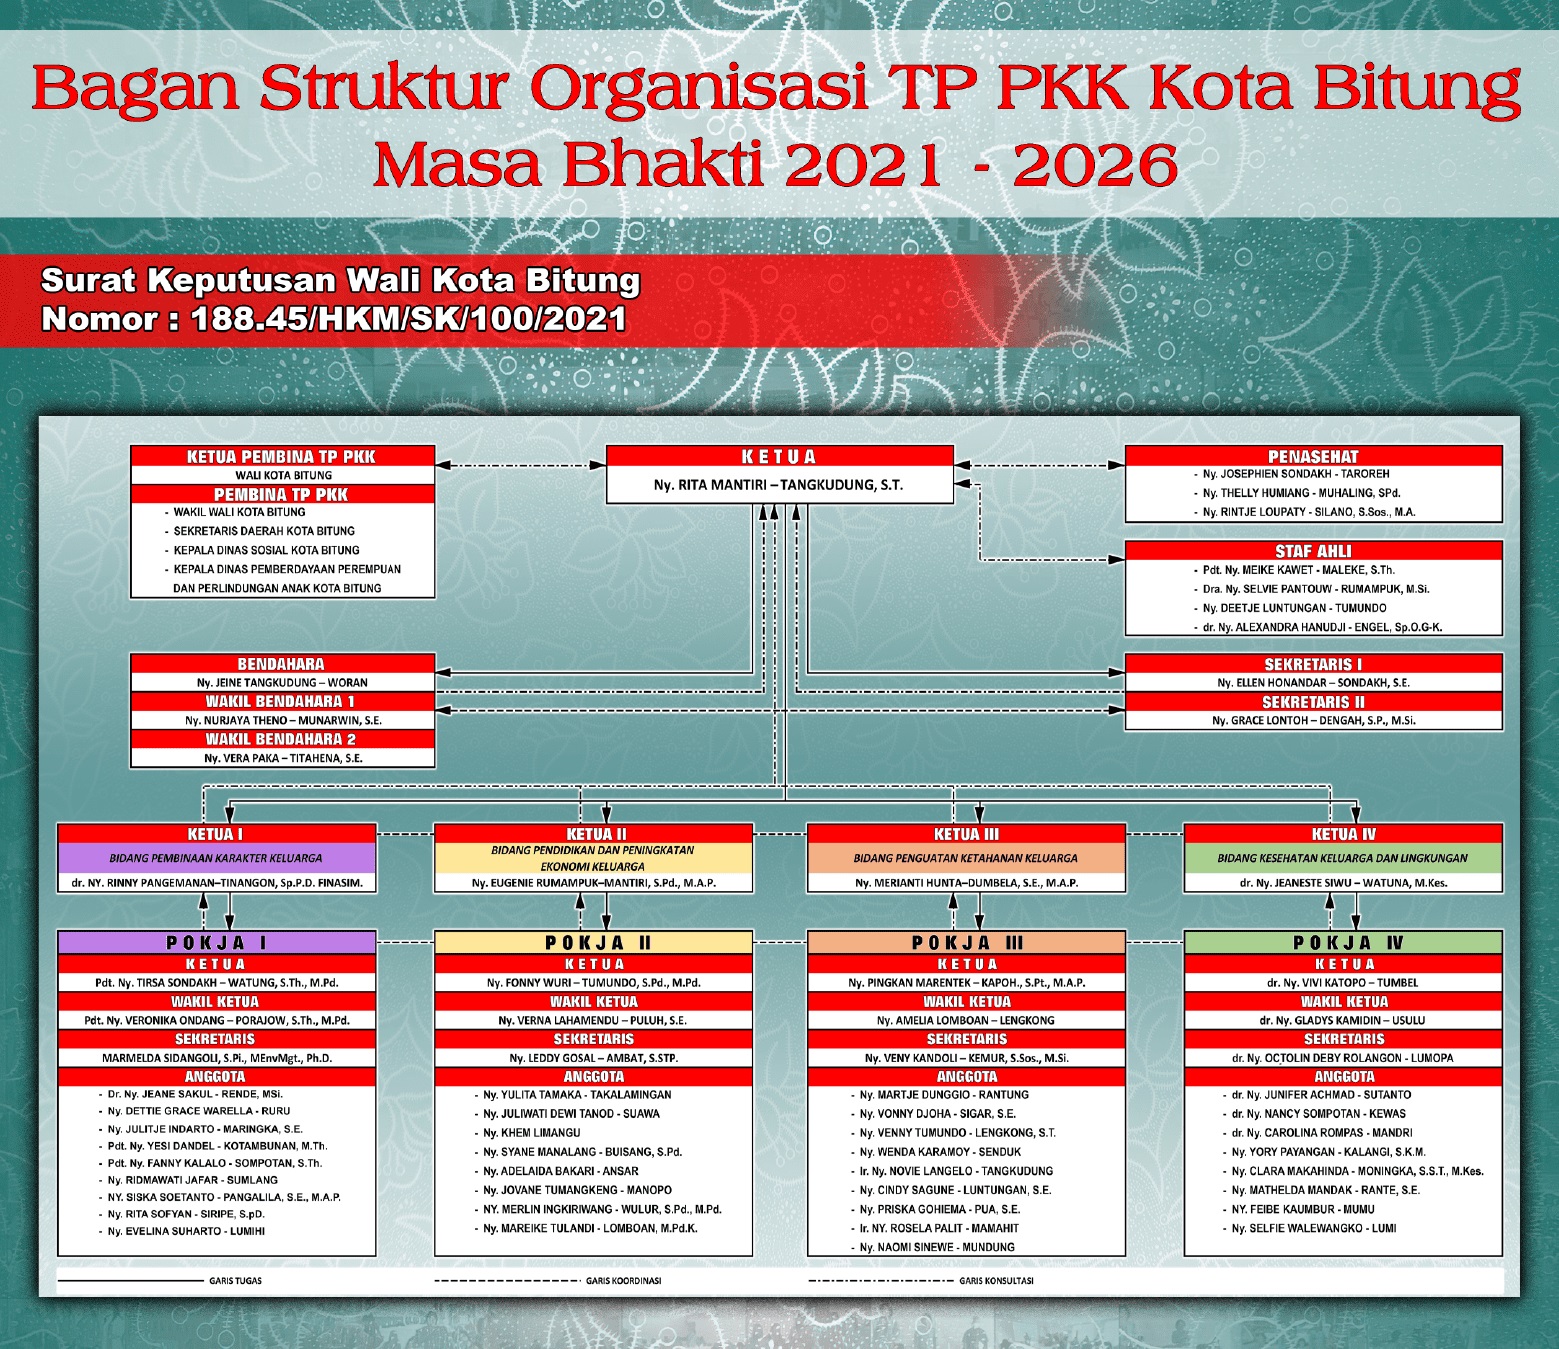 Bagan Struktur Organisasi TP PKK Kota Bitung
Masa Bhakti 2021 - 2026
Surat Keputusan Wali Kota Bitung
Nomor : 188.45/HKM/SK/100/2021
KETUA PEMBINA TP PKK
WALI KOTA BITUNG
PEMBINA TP PKK
- WAKIL WALI KOTA BITUNG
- SEKRETARIS DAERAH KOTA BITUNG
- KEPALA DINAS SOSIAL KOTA BITUNG
- KEPALA DINAS PEMBERDAYAAN PEREMPUAN
DAN PERLINDUNGAN ANAK KOTA BITUNG
KETUA
Ny. RITA MANTIRI – TANGKUDUNG, S.T.
PENASEHAT
- Ny. JOSEPHIEN SONDAKH - TAROREH
- Ny. THELLY HUMIANG - MUHALING, SPd.
- Ny. RINTJE LOUPATY - SILANO, S.Sos., M.A.
STAF AHLI
- Pdt. Ny. MEIKE KAWET - MALEKE, S.Th.
- Dra. Ny. SELVIE PANTOUW - RUMAMPUK, M.Si.
- Ny. DEETJE LUNTUNGAN - TUMUNDO
- dr. Ny. ALEXANDRA HANUDJI - ENGEL, Sp.O.G-K.
BENDAHARA
Ny. JEINE TANGKUDUNG – WORAN
WAKIL BENDAHARA 1
Ny. NURJAYA THENO – MUNARWIN, S.E.
WAKIL BENDAHARA 2
Ny. VERA PAKA – TITAHENA, S.E.
SEKRETARIS I
Ny. ELLEN HONANDAR – SONDAKH, S.E.
SEKRETARIS II
Ny. GRACE LONTOH – DENGAH, S.P., M.Si.
KETUA I
BIDANG PEMBINAAN KARAKTER KELUARGA
dr. NY. RINNY PANGEMANAN–TINANGON, Sp.P.D. FINASIM.
KETUA II
BIDANG PENDIDIKAN DAN PENINGKATAN
EKONOMI KELUARGA
Ny. EUGENIE RUMAMPUK–MANTIRI, S.Pd., M.A.P.
KETUA III
BIDANG PENGUATAN KETAHANAN KELUARGA
Ny. MERIANTI HUNTA–DUMBELA, S.E., M.A.P.
KETUA IV
BIDANG KESEHATAN KELUARGA DAN LINGKUNGAN
dr. Ny. JEANESTE SIWU – WATUNA, M.Kes.
POKJA I
KETUA
Pdt. Ny. TIRSA SONDAKH – WATUNG, S.Th., M.Pd.
WAKIL KETUA
Pdt. Ny. VERONIKA ONDANG – PORAJOW, S.Th., M.Pd.
SEKRETARIS
MARMELDA SIDANGOLI, S.Pi., MEnvMgt., Ph.D.
ANGGOTA
- Dr. Ny. JEANE SAKUL - RENDE, MSi.
- Ny. DETTIE GRACE WARELLA - RURU
- Ny. JULITJE INDARTO - MARINGKA, S.E.
- Pdt. Ny. YESI DANDEL - KOTAMBUNAN, M.Th.
- Pdt. Ny. FANNY KALALO - SOMPOTAN, S.Th.
- Ny. RIDMAWATI JAFAR - SUMLANG
- NY. SISKA SOETANTO - PANGALILA, S.E., M.A.P.
- Ny. RITA SOFYAN - SIRIPE, S.pD.
- Ny. EVELINA SUHARTO - LUMIHI
POKJA II
KETUA
Ny. FONNY WURI – TUMUNDO, S.Pd., M.Pd.
WAKIL KETUA
Ny. VERNA LAHAMENDU – PULUH, S.E.
SEKRETARIS
Ny. LEDDY GOSAL – AMBAT, S.STP.
ANGGOTA
- Ny. YULITA TAMAKA - TAKALAMINGAN
- Ny. JULIWATI DEWI TANOD - SUAWA
- Ny. KHEM LIMANGU
- Ny. SYANE MANALANG - BUISANG, S.Pd.
- Ny. ADELAIDA BAKARI - ANSAR
- Ny. JOVANE TUMANGKENG - MANOPO
- NY. MERLIN INGKIRIWANG - WULUR, S.Pd., M.Pd.
- Ny. MAREIKE TULANDI - LOMBOAN, M.Pd.K.
POKJA III
KETUA
Ny. PINGKAN MARENTEK – KAPOH., S.Pt., M.A.P.
WAKIL KETUA
Ny. AMELIA LOMBOAN – LENGKONG
SEKRETARIS
Ny. VENY KANDOLI – KEMUR, S.Sos., M.Si.
ANGGOTA
- Ny. MARTJE DUNGGIO - RANTUNG
- Ny. VONNY DJOHA - SIGAR, S.E.
- Ny. VENNY TUMUNDO - LENGKONG, S.T.
- Ny. WENDA KARAMOY - SENDUK
- Ir. Ny. NOVIE LANGELO - TANGKUDUNG
- Ny. CINDY SAGUNE - LUNTUNGAN, S.E.
- Ny. PRISKA GOHIEMA - PUA, S.E.
- Ir. NY. ROSELA PALIT - MAMAHIT
- Ny. NAOMI SINEWE - MUNDUNG
POKJA IV
KETUA
dr. Ny. VIVI KATOPO – TUMBEL
WAKIL KETUA
dr. Ny. GLADYS KAMIDIN – USULU
SEKRETARIS
dr. Ny. OCTOLIN DEBY ROLANGON - LUMOPA
ANGGOTA
- dr. Ny. JUNIFER ACHMAD - SUTANTO
- dr. Ny. NANCY SOMPOTAN - KEWAS
- dr. Ny. CAROLINA ROMPAS - MANDRI
- Ny. YORY PAYANGAN - KALANGI, S.K.M.
- Ny. CLARA MAKAHINDA - MONINGKA, S.S.T., M.Kes.
- Ny. MATHELDA MANDAK - RANTE, S.E.
- NY. FEIBE KAUMBUR - MUMU
- Ny. SELFIE WALEWANGKO - LUMI
GARIS TUGAS
GARIS KOORDINASI
GARIS KONSULTASI